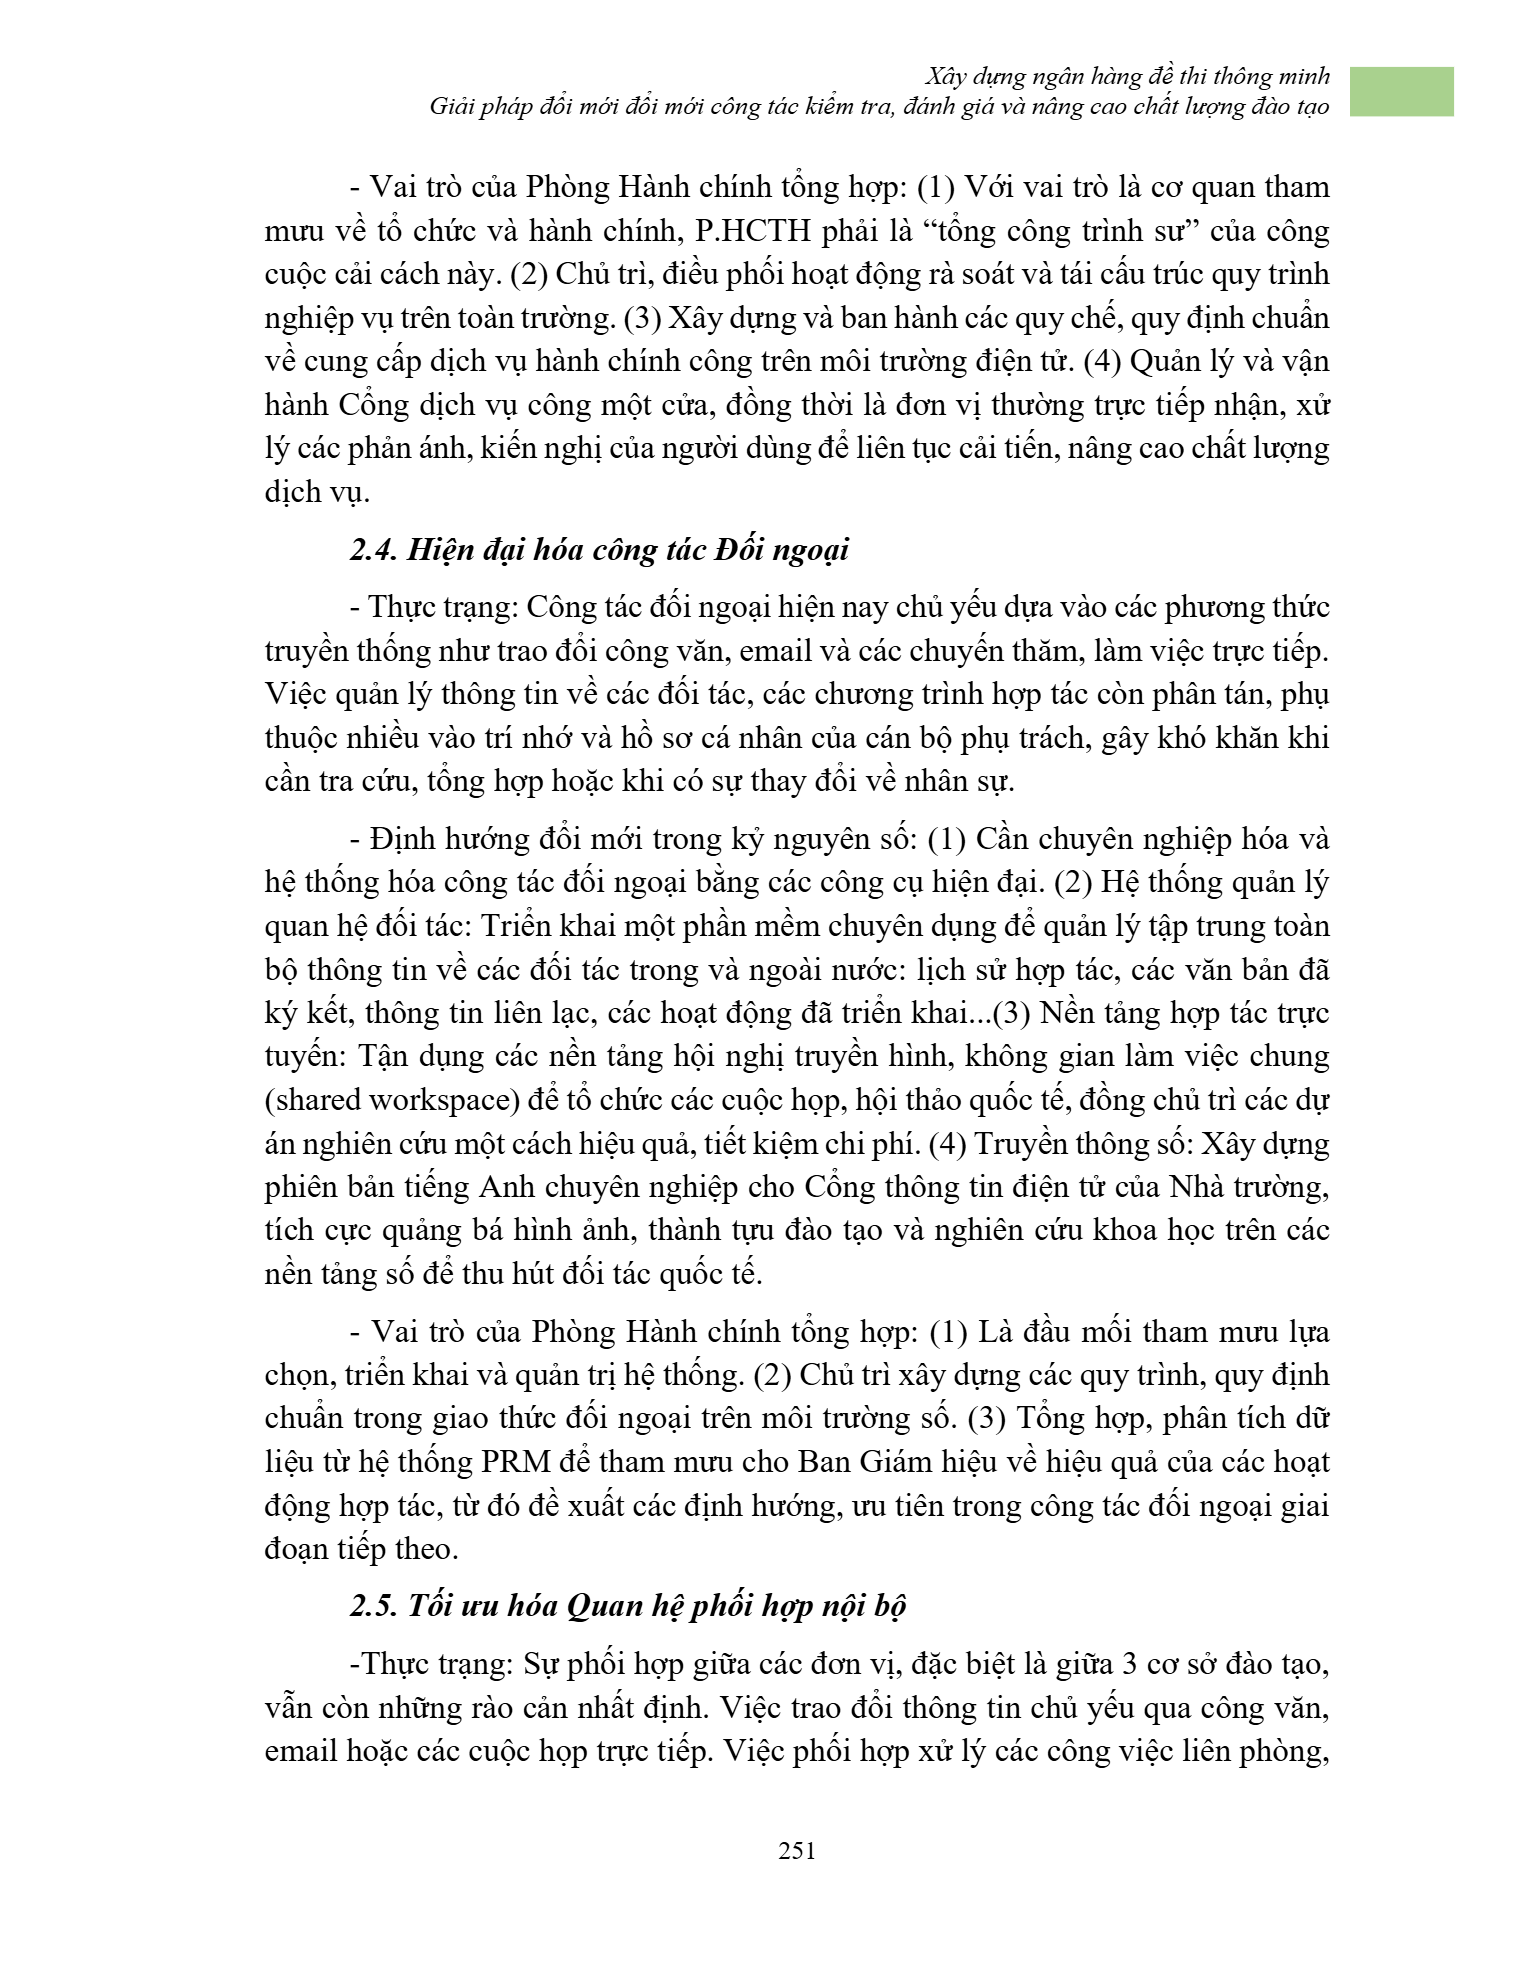 Xây dựng ngân hàng đề thi thông minh
Giải pháp đổi mới đổi mới công tác kiểm tra, đánh giá và nâng cao chất lượng đào tạo
- Vai trò của Phòng Hành chính tổng hợp: (1) Với vai trò là cơ quan tham
mưu về tổ chức và hành chính, P.HCTH phải là “tổng công trình sư” của công
cuộc cải cách này. (2) Chủ trì, điều phối hoạt động rà soát và tái cấu trúc quy trình
nghiệp vụ trên toàn trường. (3) Xây dựng và ban hành các quy chế, quy định chuẩn
về cung cấp dịch vụ hành chính công trên môi trường điện tử. (4) Quản lý và vận
hành Cổng dịch vụ công một cửa, đồng thời là đơn vị thường trực tiếp nhận, xử
lý các phản ánh, kiến nghị của người dùng để liên tục cải tiến, nâng cao chất lượng
dịch vụ.
2.4. Hiện đại hóa công tác Đối ngoại
- Thực trạng: Công tác đối ngoại hiện nay chủ yếu dựa vào các phương thức
truyền thống như trao đổi công văn, email và các chuyến thăm, làm việc trực tiếp.
Việc quản lý thông tin về các đối tác, các chương trình hợp tác còn phân tán, phụ
thuộc nhiều vào trí nhớ và hồ sơ cá nhân của cán bộ phụ trách, gây khó khăn khi
cần tra cứu, tổng hợp hoặc khi có sự thay đổi về nhân sự.
- Định hướng đổi mới trong kỷ nguyên số: (1) Cần chuyên nghiệp hóa và
hệ thống hóa công tác đối ngoại bằng các công cụ hiện đại. (2) Hệ thống quản lý
quan hệ đối tác: Triển khai một phần mềm chuyên dụng để quản lý tập trung toàn
bộ thông tin về các đối tác trong và ngoài nước: lịch sử hợp tác, các văn bản đã
ký kết, thông tin liên lạc, các hoạt động đã triển khai...(3) Nền tảng hợp tác trực
tuyến: Tận dụng các nền tảng hội nghị truyền hình, không gian làm việc chung
(shared workspace) để tổ chức các cuộc họp, hội thảo quốc tế, đồng chủ trì các dự
án nghiên cứu một cách hiệu quả, tiết kiệm chi phí. (4) Truyền thông số: Xây dựng
phiên bản tiếng Anh chuyên nghiệp cho Cổng thông tin điện tử của Nhà trường,
tích cực quảng bá hình ảnh, thành tựu đào tạo và nghiên cứu khoa học trên các
nền tảng số để thu hút đối tác quốc tế.
- Vai trò của Phòng Hành chính tổng hợp: (1) Là đầu mối tham mưu lựa
chọn, triển khai và quản trị hệ thống. (2) Chủ trì xây dựng các quy trình, quy định
chuẩn trong giao thức đối ngoại trên môi trường số. (3) Tổng hợp, phân tích dữ
liệu từ hệ thống PRM để tham mưu cho Ban Giám hiệu về hiệu quả của các hoạt
động hợp tác, từ đó đề xuất các định hướng, ưu tiên trong công tác đối ngoại giai
đoạn tiếp theo.
2.5. Tối ưu hóa Quan hệ phối hợp nội bộ
-Thực trạng: Sự phối hợp giữa các đơn vị, đặc biệt là giữa 3 cơ sở đào tạo,
vẫn còn những rào cản nhất định. Việc trao đổi thông tin chủ yếu qua công văn,
email hoặc các cuộc họp trực tiếp. Việc phối hợp xử lý các công việc liên phòng,
251